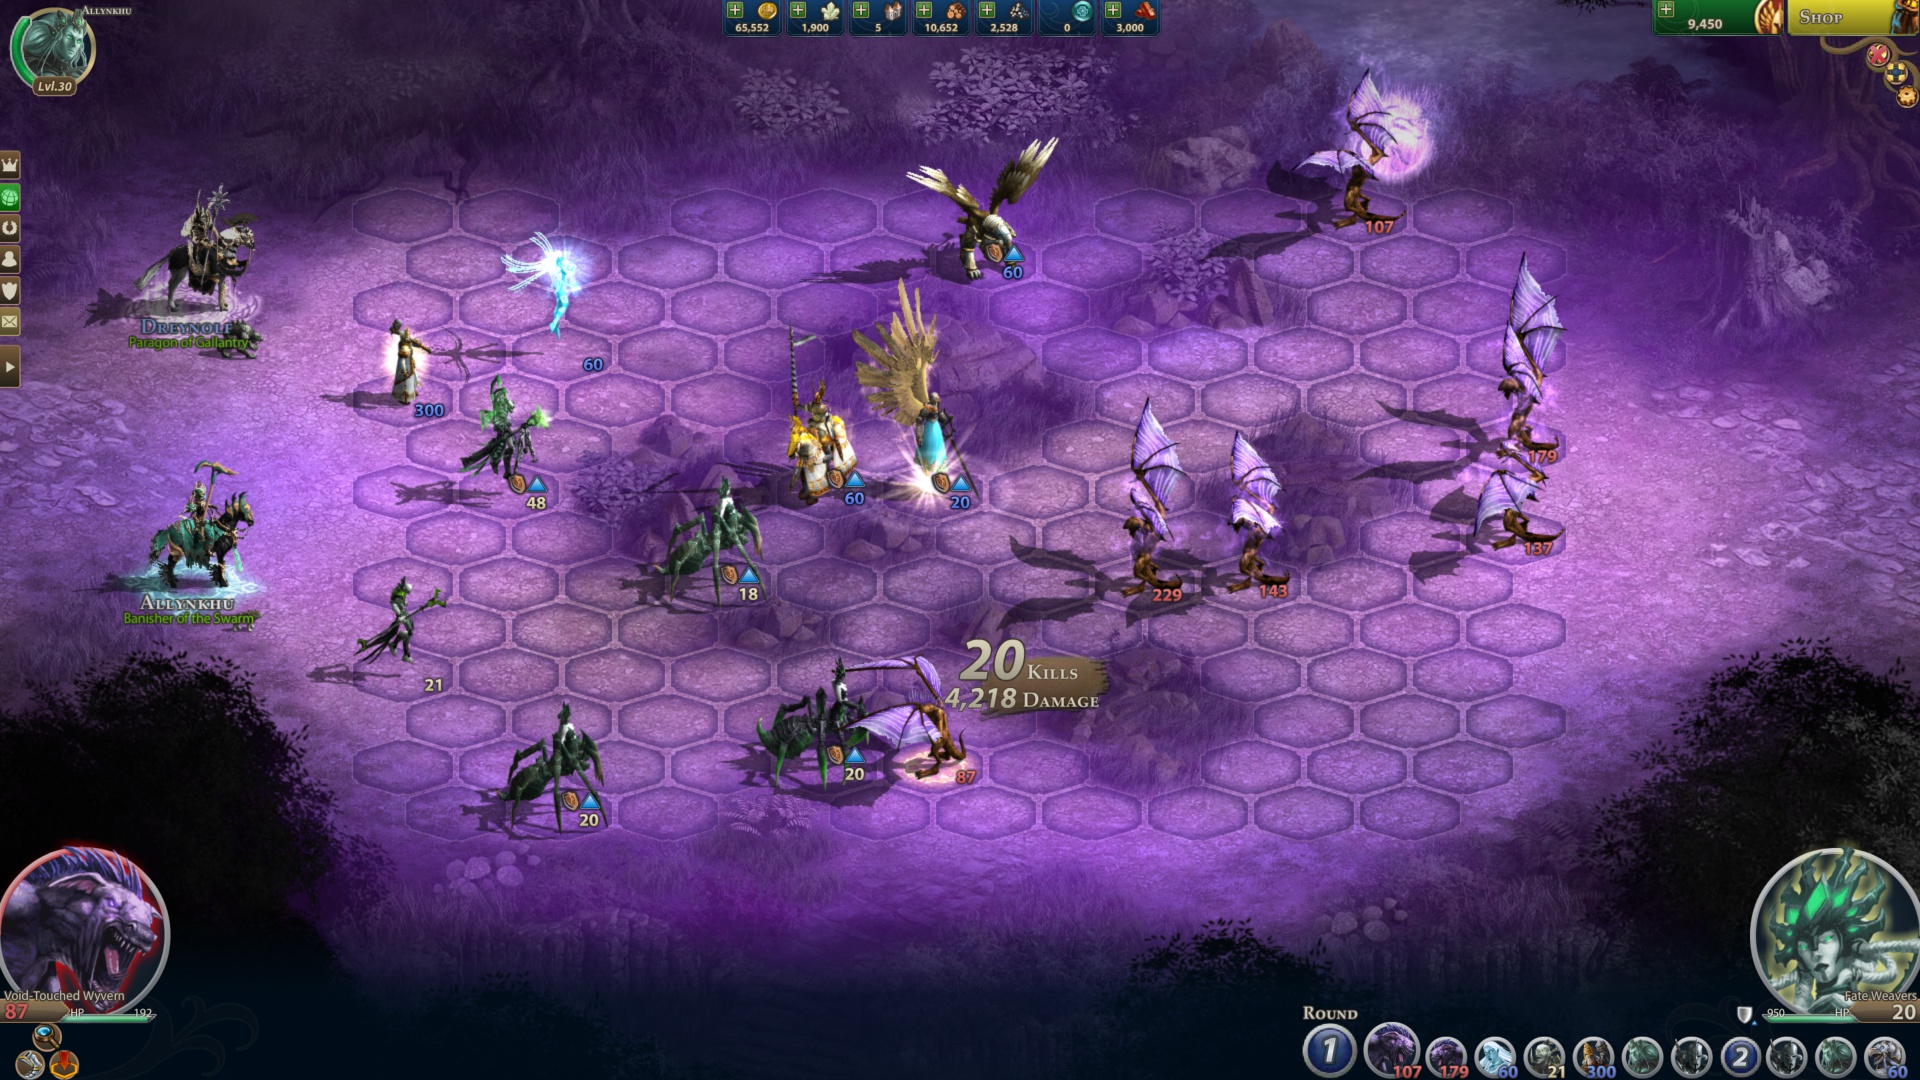 ALLYNKHU
Lvl.30
65,552
1,900
5
10,652
2,528
0
3,000
9,450
SHOP
107
60
DREYNOLF
Paragon of Gallantry
60
300
179
48
60
20
137
18
229
143
ALLYNKHU
Banisher of the Swarm
21
20 KILLS
4,218 DAMAGE
20
87
20
Void-Touched Wyvern
87 HP 192
Fate Weavers
950 HP 20
ROUND
1
107
179
60
21
300
2
60